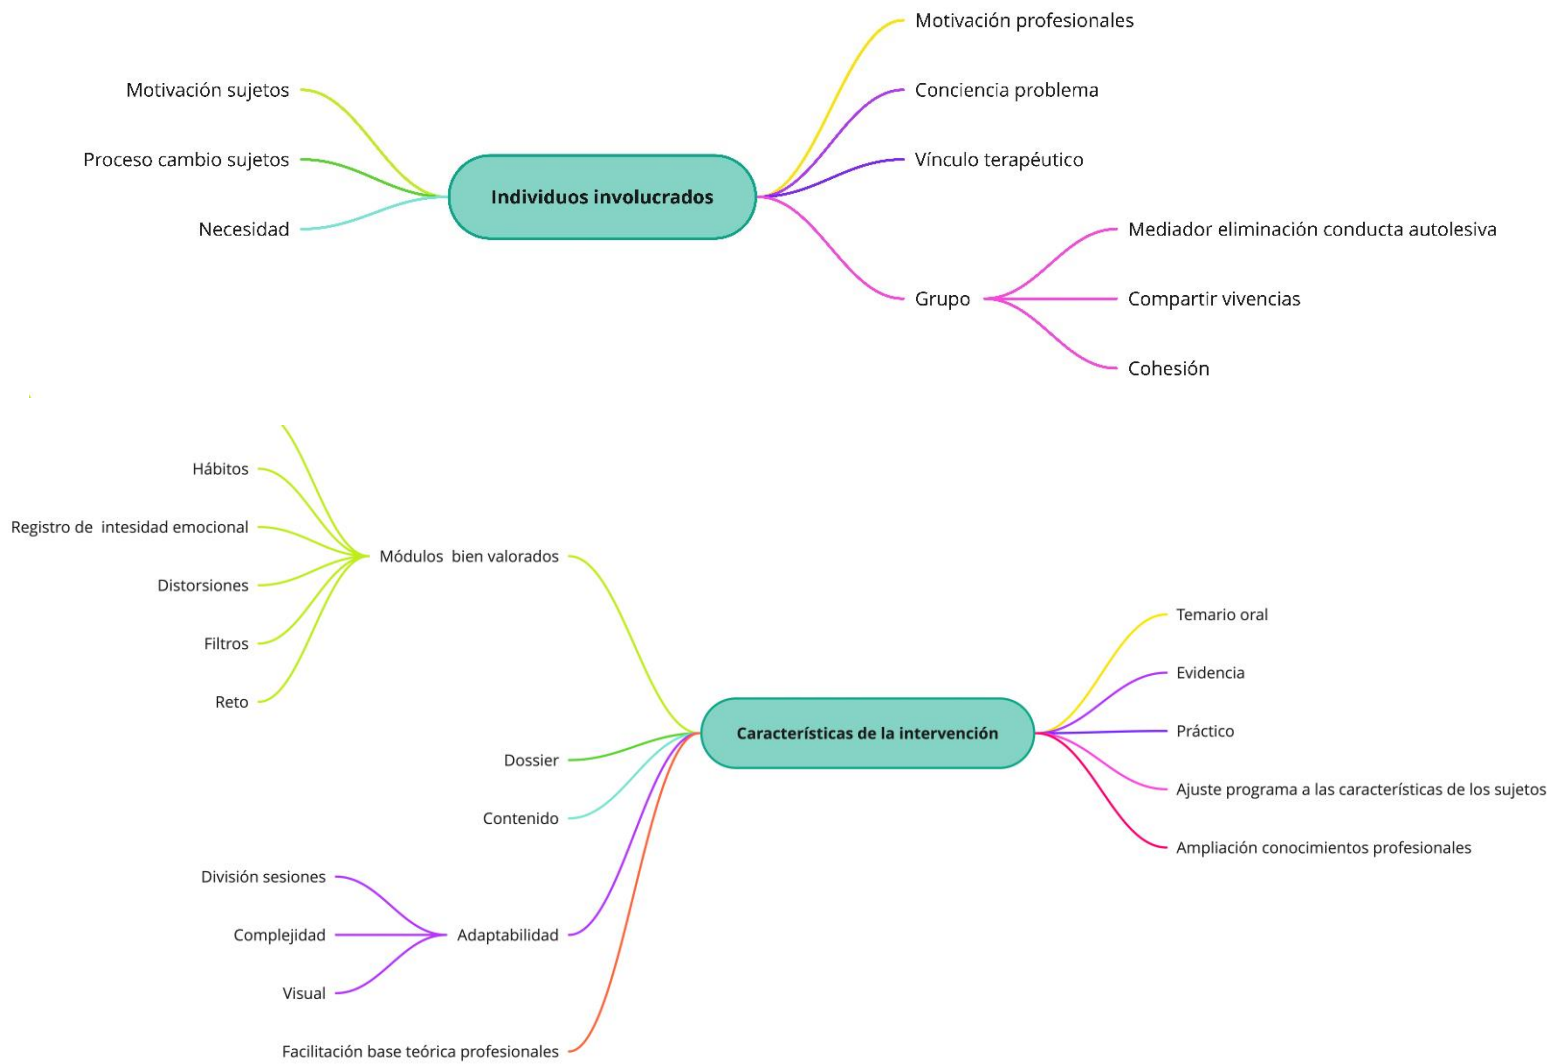 Motivación profesionales
Motivación sujetos
Conciencia problema
Proceso cambio sujetos
Vínculo terapéutico
Individuos involucrados
Necesidad
Mediador eliminación conducta autolesiva
Grupo
Compartir vivencias
Cohesión
Hábitos
Registro de  intesidad emocional
Módulos  bien valorados
Distorsiones
Filtros
Reto
Temario oral
Evidencia
Práctico
Características de la intervención
Dossier
Ajuste programa a las características de los sujetos
Contenido
Ampliación conocimientos profesionales
División sesiones
Complejidad
Adaptabilidad
Visual
Facilitación base teórica profesionales